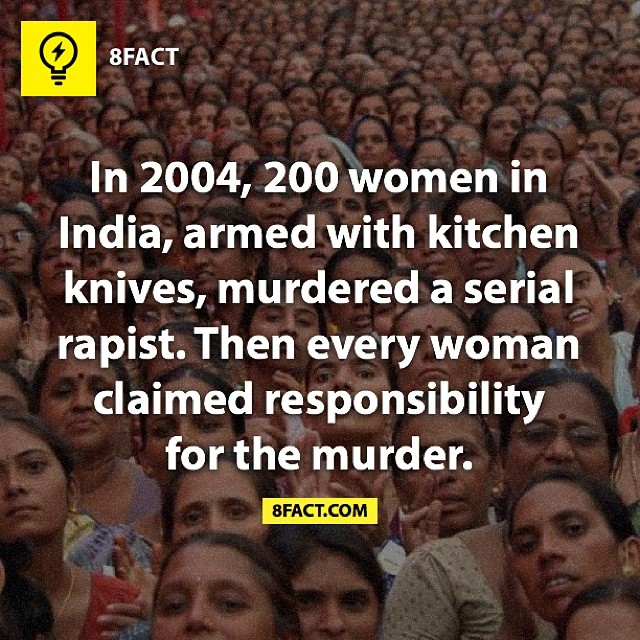 8FACT
In 2004, 200 women in
India, armed with kitchen
knives, murdered a serial
rapist. Then every woman
claimed responsibility
for the murder.
8FACT.COM